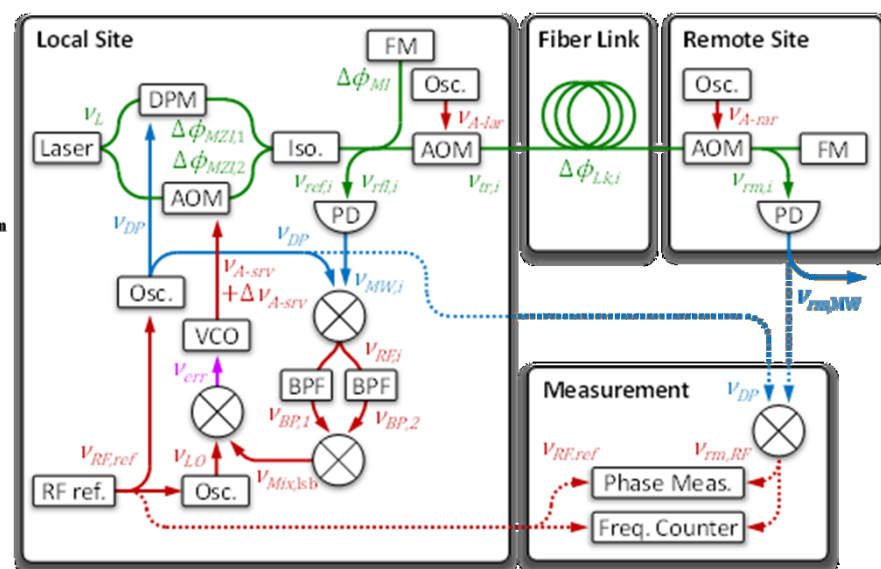 Local Site
Fiber Link
Remote Site
FM
Δϕ_MI
Osc.
Osc.
ν_L
DPM
Δϕ_MZI,1
ν_A-lar
ν_A-rar
Laser
Δϕ_MZI,2
Iso.
AOM
AOM
FM
AOM
ν_ref,i
ν_rfl,i
ν_tr,i
Δϕ_Lk,i
ν_rm,i
PD
PD
ν_DP
ν_DP
Osc.
ν_A-srv
+Δν_A-srv
ν_MW,i
ν_rm,MW
VCO
ν_RF,i
ν_err
BPF
BPF
Measurement
ν_BP,1
ν_BP,2
ν_DP
ν_RF,ref
ν_LO
ν_Mix,lsb
ν_RF,ref
ν_rm,RF
RF ref.
Osc.
Phase Meas.
Freq. Counter